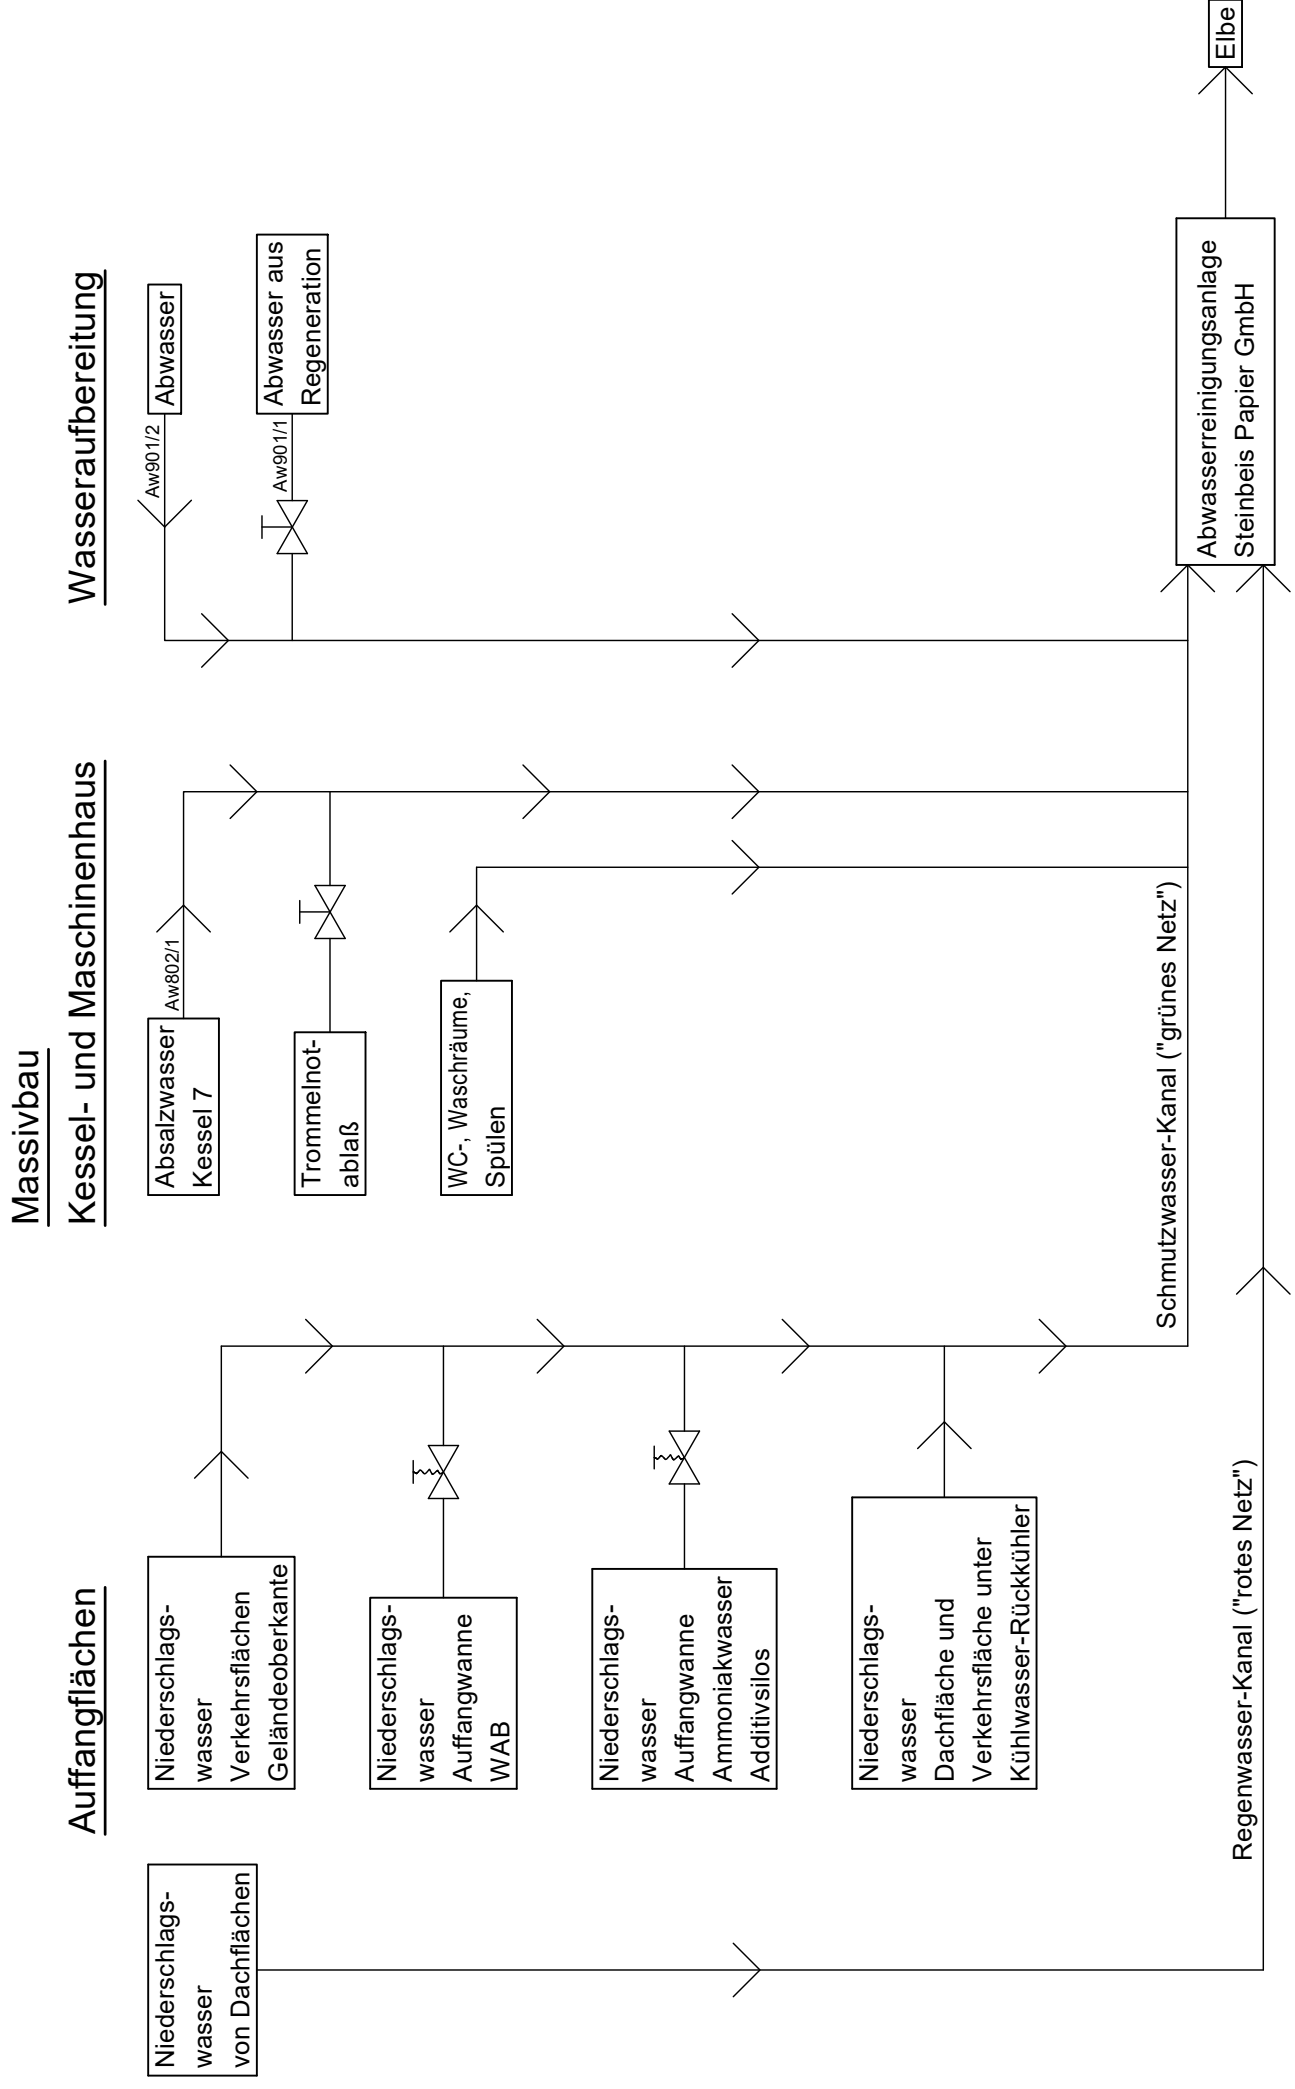 Massivbau
Auffangflächen
Kessel- und Maschinenhaus
Wasseraufbereitung
Niederschlags-
wasser
von Dachflächen
Niederschlags-
wasser
Verkehrsflächen
Geländeoberkante
Niederschlags-
wasser
Auffangwanne
WAB
Niederschlags-
wasser
Auffangwanne
Ammoniakwasser
Additivsilos
Niederschlags-
wasser
Dachfläche und
Verkehrsfläche unter
Kühlwasser-Rückkühler
Absalzwasser
Kessel 7
Aw802/1
Trommelnot-
ablaß
WC-, Waschräume,
Spülen
Aw901/2
Abwasser
Aw901/1
Abwasser aus
Regeneration
Schmutzwasser-Kanal ("grünes Netz")
Regenwasser-Kanal ("rotes Netz")
Abwasserreinigungsanlage
Steinbeis Papier GmbH
Elbe